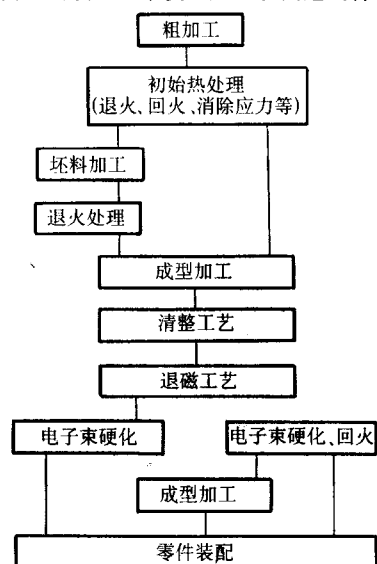 粗加工
初始热处理
(退火、回火、消除应力等)
坯料加工
退火处理
成型加工
清整工艺
退磁工艺
电子束硬化
电子束硬化、回火
成型加工
零件装配